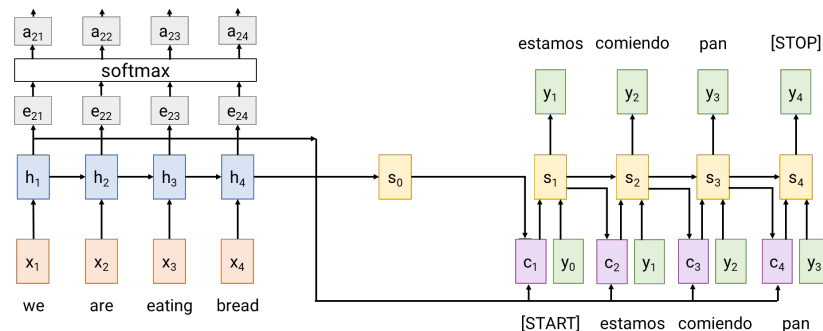 a₂₁ a₂₂ a₂₃ a₂₄
softmax
e₂₁ e₂₂ e₂₃ e₂₄
h₁ h₂ h₃ h₄
x₁ x₂ x₃ x₄
we are eating bread
s₀
estamos comiendo pan [STOP]
y₁ y₂ y₃ y₄
s₁ s₂ s₃ s₄
c₁ y₀ c₂ y₁ c₃ y₂ c₄ y₃
[START] estamos comiendo pan